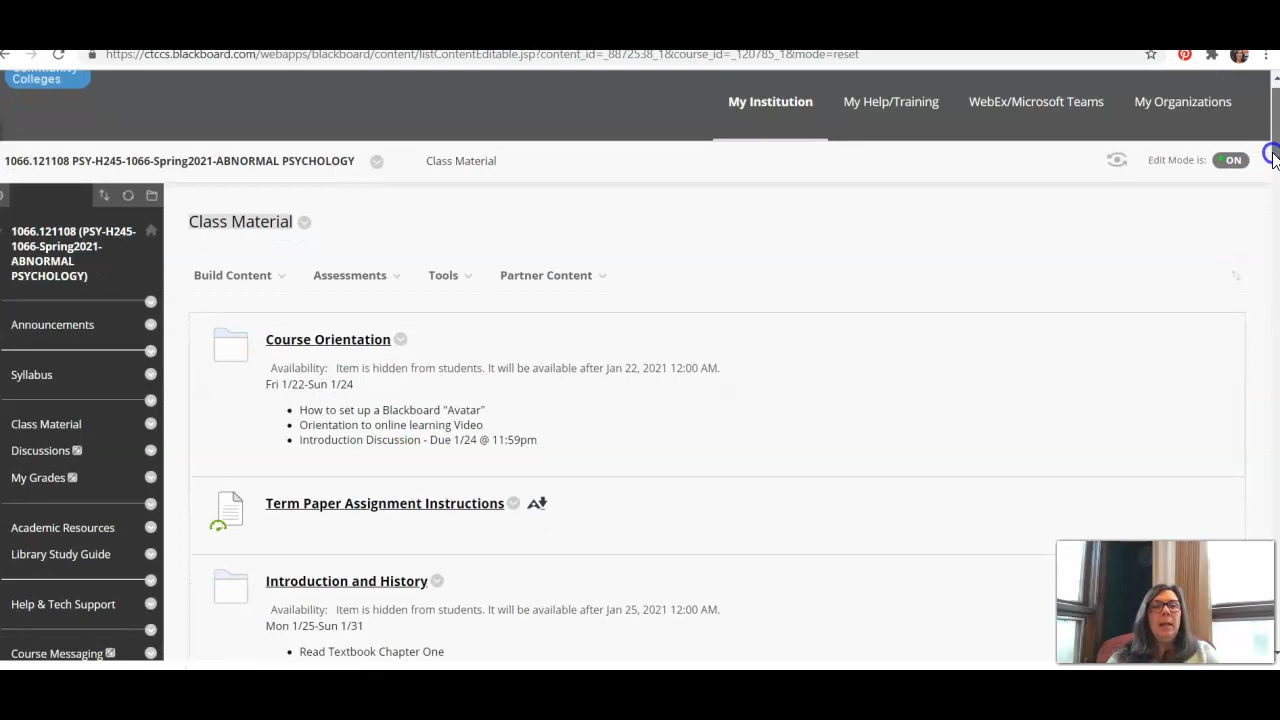 https://ctccs.blackboard.com/webapps/blackboard/content/listContentEditable.jsp?content_id=_8872538_1&course_id=_120785_1&mode=reset
Community
Colleges
My Institution
My Help/Training
WebEx/Microsoft Teams
My Organizations
1066.121108 PSY-H245-1066-Spring2021-ABNORMAL PSYCHOLOGY
Class Material
Edit Mode is:
ON
1066.121108 (PSY-H245-
1066-Spring2021-
ABNORMAL
PSYCHOLOGY)
Announcements
Syllabus
Class Material
Discussions
My Grades
Academic Resources
Library Study Guide
Help & Tech Support
Course Messaging
Class Material
Build Content
Assessments
Tools
Partner Content
Course Orientation
Availability: Item is hidden from students. It will be available after Jan 22, 2021 12:00 AM.
Fri 1/22-Sun 1/24
• How to set up a Blackboard "Avatar"
• Orientation to online learning Video
• Introduction Discussion - Due 1/24 @ 11:59pm
Term Paper Assignment Instructions
Introduction and History
Availability: Item is hidden from students. It will be available after Jan 25, 2021 12:00 AM.
Mon 1/25-Sun 1/31
• Read Textbook Chapter One